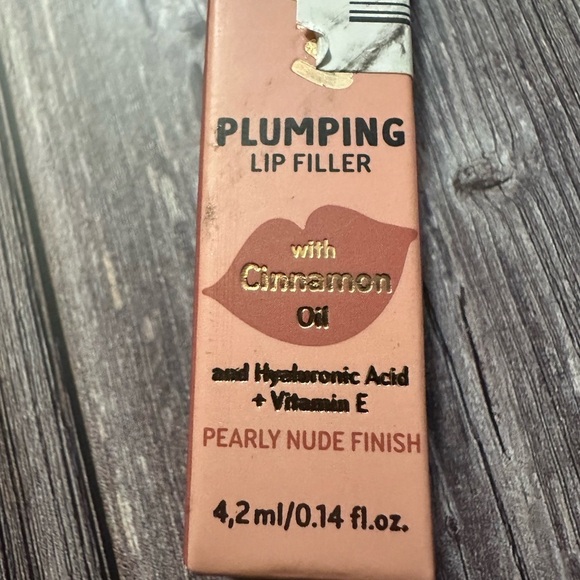 PLUMPING
LIP FILLER
with
Cinnamon
Oil
and Hyaluronic Acid
+ Vitamin E
PEARLY NUDE FINISH
4,2 ml/0.14 fl.oz.